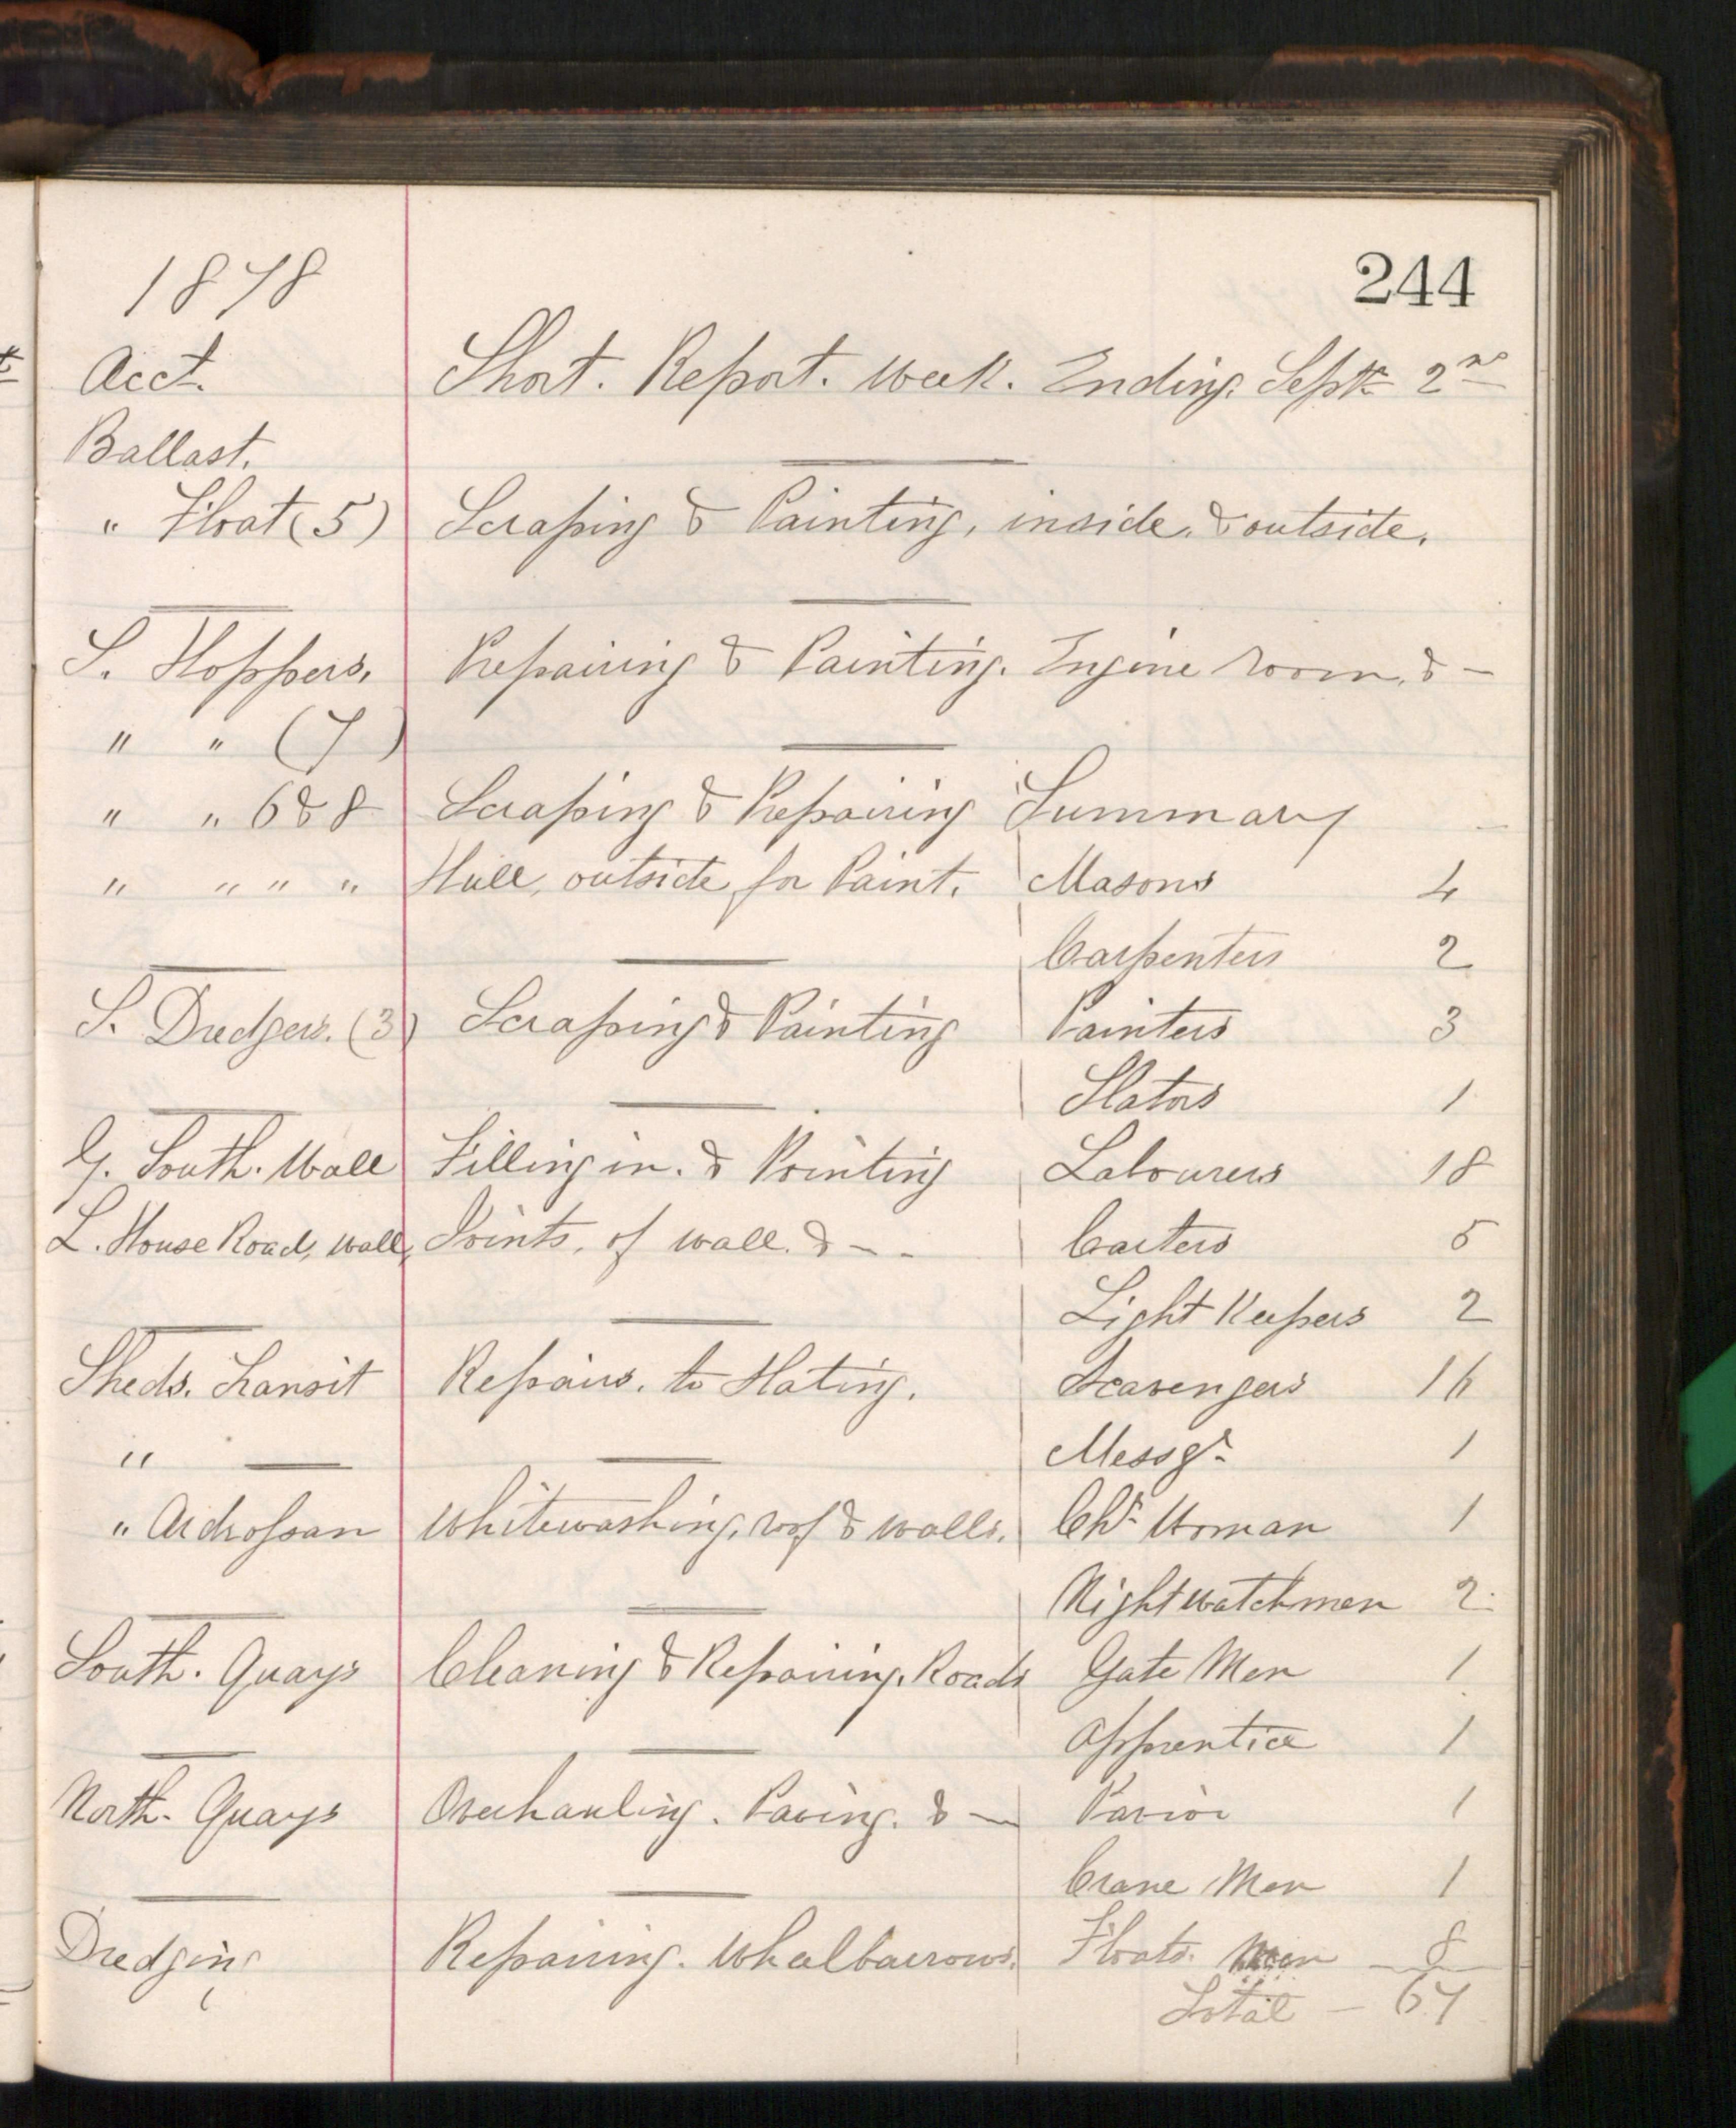 244
1878
Acct. Short. Report. Week. Ending. Septr 2nd
Ballast.
" Float (5) Scraping & Painting, inside. & outside.
S. Hoppers. Repairing & Painting. Engine Room. & –
" " (7)
" " 6 & 8 Scraping & Repairing Summary
" " " " Hull, outside, for Paint. Masons 4
Carpenters 2
S. Dredgers. (3) Scraping & Painting Painters 3
Slaters 1
G. South. Wall Filling in. & Pointing Labourers 18
L. House Road, Wall, Joints. of wall. & – - Carters 5
Light Keepers 2
Sheds. Transit Repairs. to Slating. Scavengers 16
" — Messgr 1
" Ardrossan Whitewashing, roof & walls. Chr Woman 1
Nightwatchmen 2
South. Quays Cleaning & Repairing. Roads Gate Men 1
Apprentice 1
North. Quays Overhauling. Paving. & — Pavior 1
Crane Men 1
Dredging Repairing. Wheelbarrows. Floats. Men 8
Total — 67